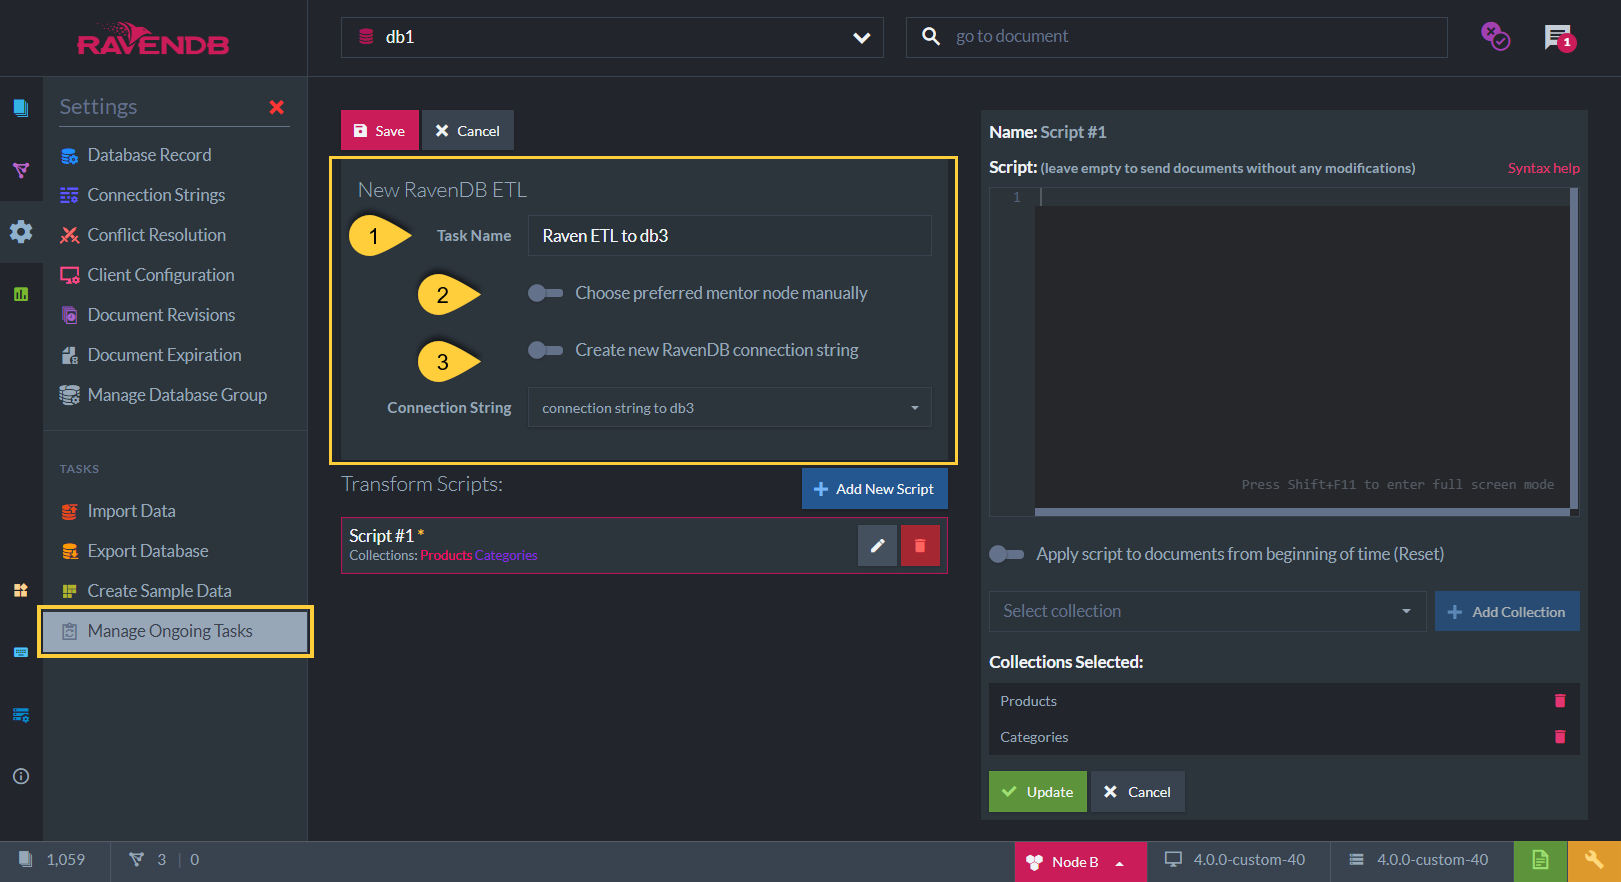 RAVENDB
db1
go to document
1
Settings
Database Record
Connection Strings
Conflict Resolution
Client Configuration
Document Revisions
Document Expiration
Manage Database Group
TASKS
Import Data
Export Database
Create Sample Data
Manage Ongoing Tasks
Save
Cancel
New RavenDB ETL
1
Task Name
Raven ETL to db3
2
Choose preferred mentor node manually
3
Create new RavenDB connection string
Connection String
connection string to db3
Transform Scripts:
Add New Script
Script #1 *
Collections: Products Categories
Name: Script #1
Script: (leave empty to send documents without any modifications)
Syntax help
1
Press Shift+F11 to enter full screen mode
Apply script to documents from beginning of time (Reset)
Select collection
Add Collection
Collections Selected:
Products
Categories
Update
Cancel
1,059
3 | 0
Node B
4.0.0-custom-40
4.0.0-custom-40